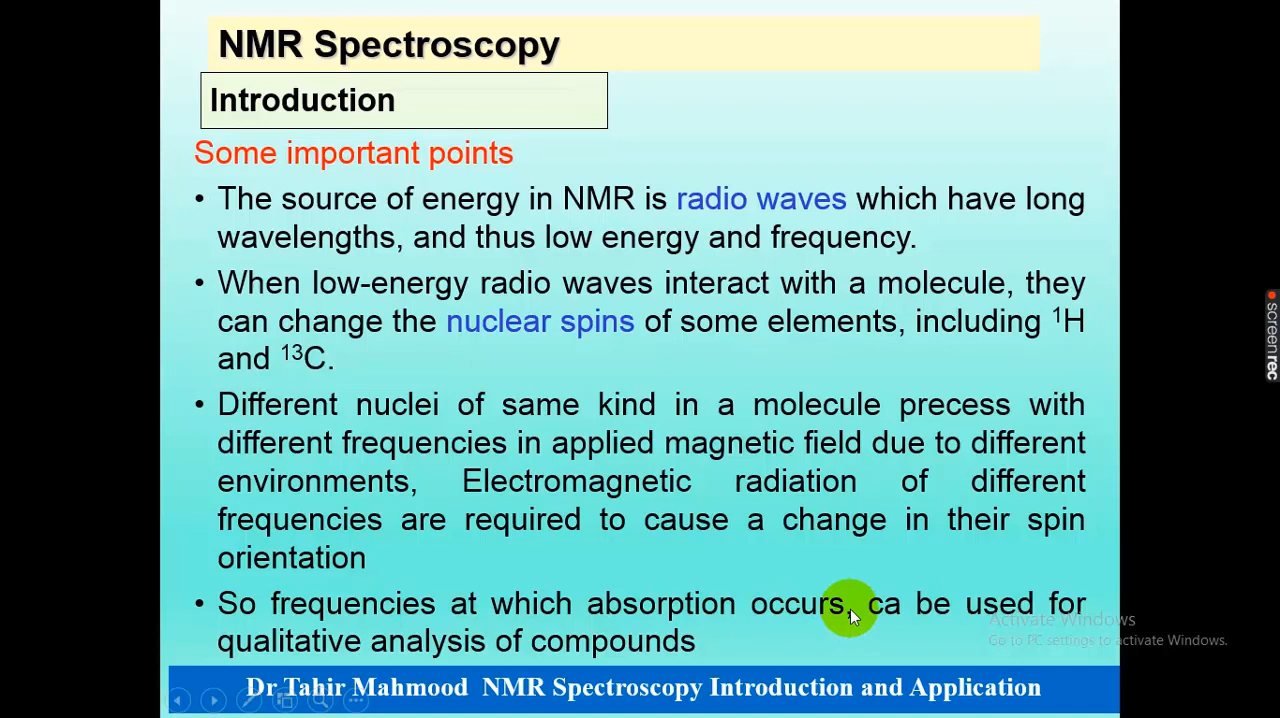 NMR Spectroscopy
Introduction
Some important points
• The source of energy in NMR is radio waves which have long
wavelengths, and thus low energy and frequency.
• When low-energy radio waves interact with a molecule, they
can change the nuclear spins of some elements, including ¹H
and ¹³C.
• Different nuclei of same kind in a molecule precess with
different frequencies in applied magnetic field due to different
environments, Electromagnetic radiation of different
frequencies are required to cause a change in their spin
orientation
• So frequencies at which absorption occurs, ca be used for
qualitative analysis of compounds
Activate Windows
Go to PC settings to activate Windows.
Dr Tahir Mahmood NMR Spectroscopy Introduction and Application
screenrec